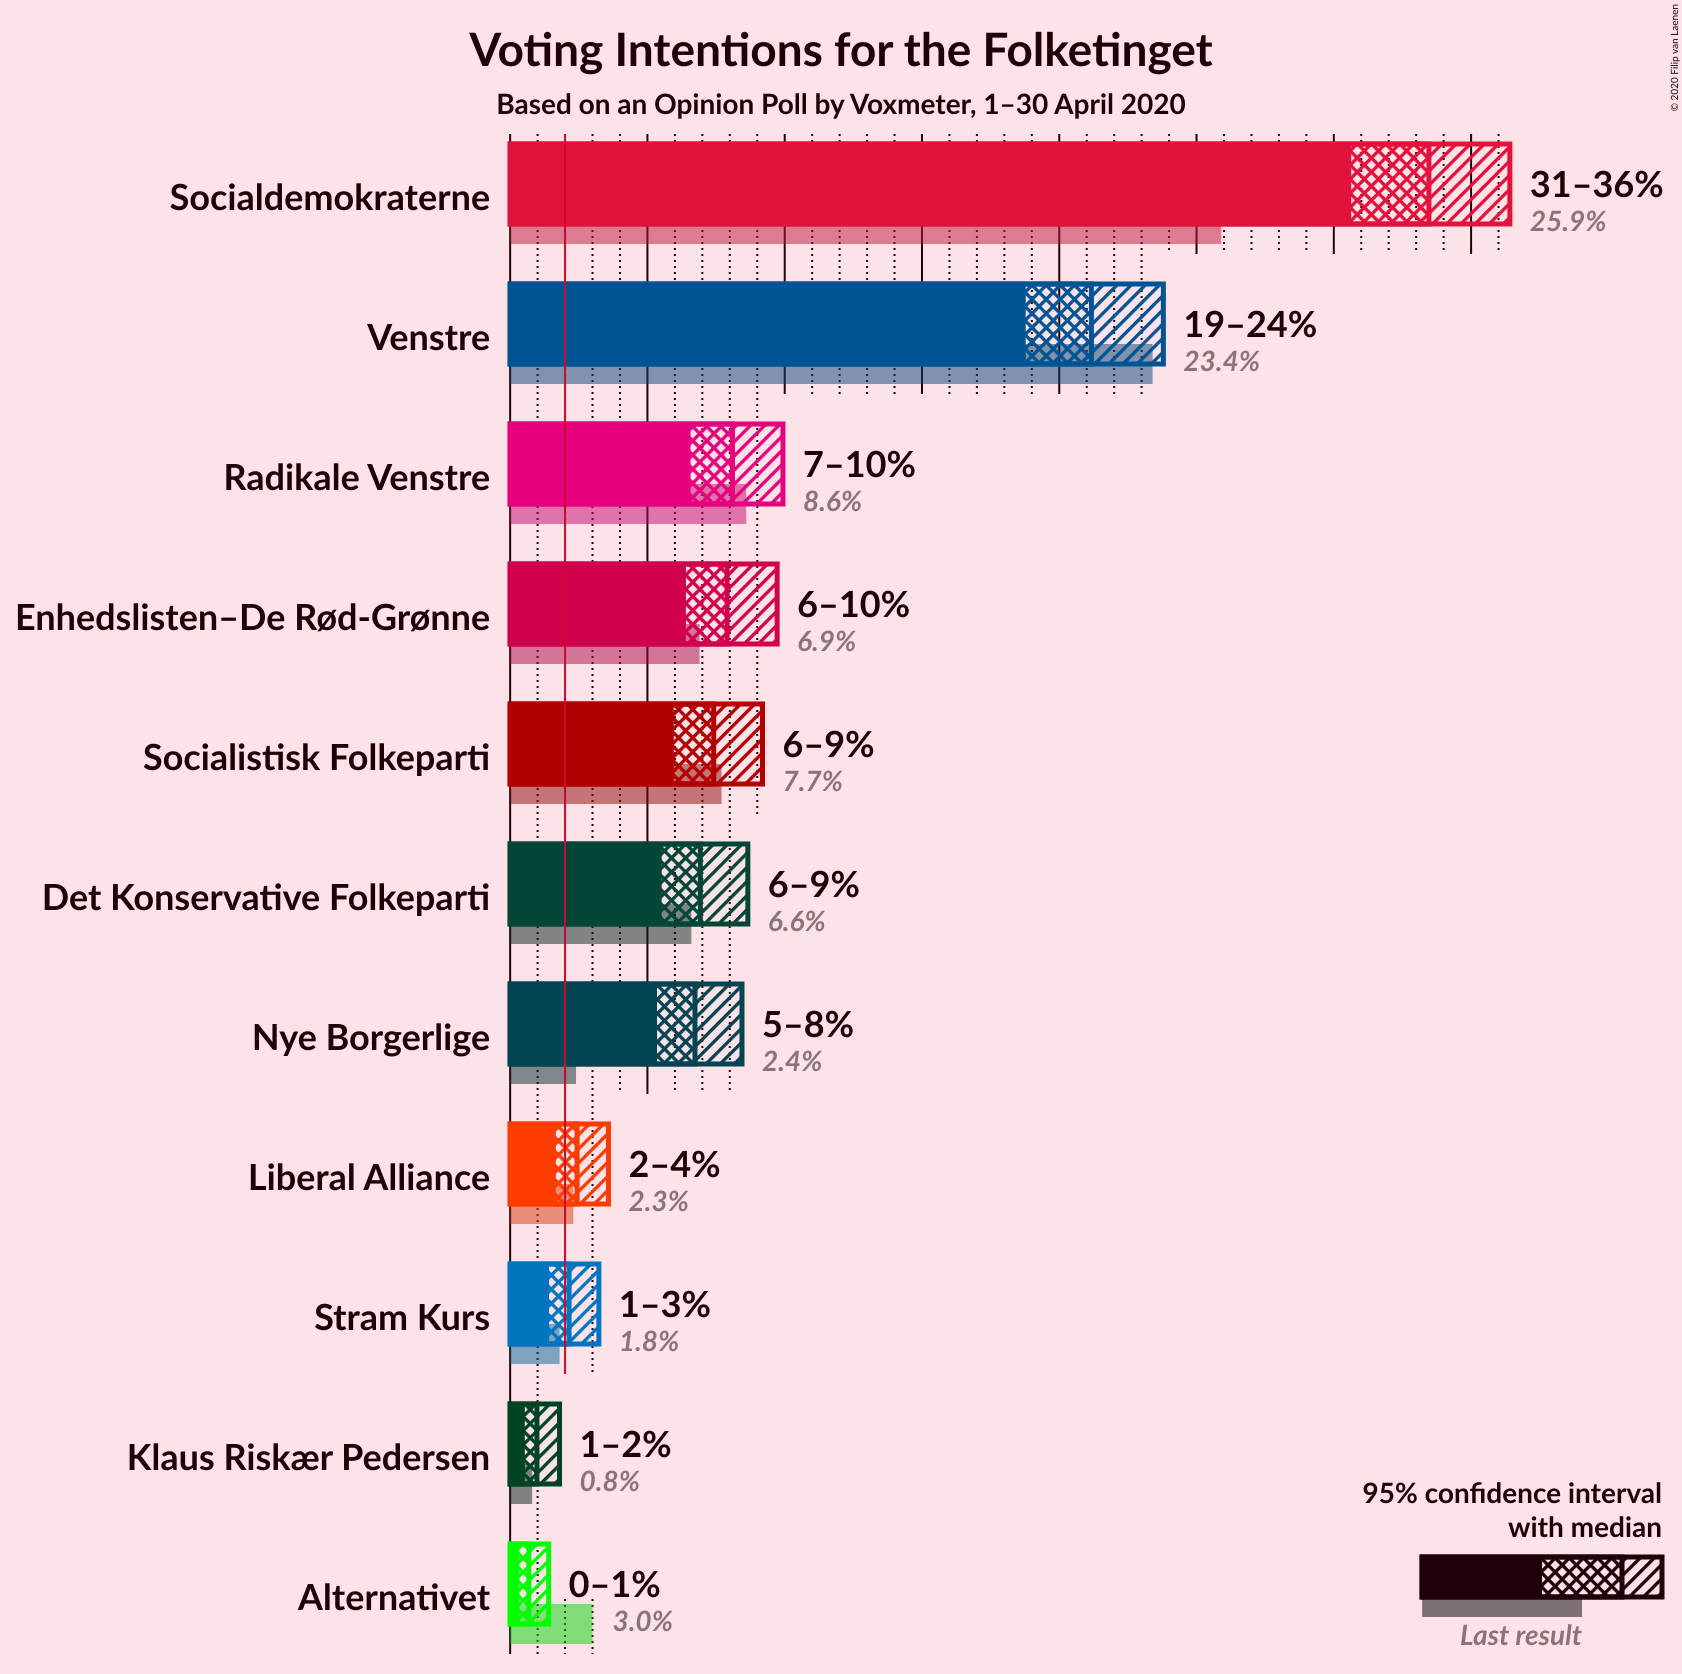 © 2020 Filip van Laenen
Voting Intentions for the Folketinget
Based on an Opinion Poll by Voxmeter, 1–30 April 2020
Socialdemokraterne
31–36%
25.9%
Venstre
19–24%
23.4%
Radikale Venstre
7–10%
8.6%
Enhedslisten–De Rød-Grønne
6–10%
6.9%
Socialistisk Folkeparti
6–9%
7.7%
Det Konservative Folkeparti
6–9%
6.6%
Nye Borgerlige
5–8%
2.4%
Liberal Alliance
2–4%
2.3%
Stram Kurs
1–3%
1.8%
Klaus Riskær Pedersen
1–2%
0.8%
Alternativet
0–1%
3.0%
95% confidence interval
with median
Last result